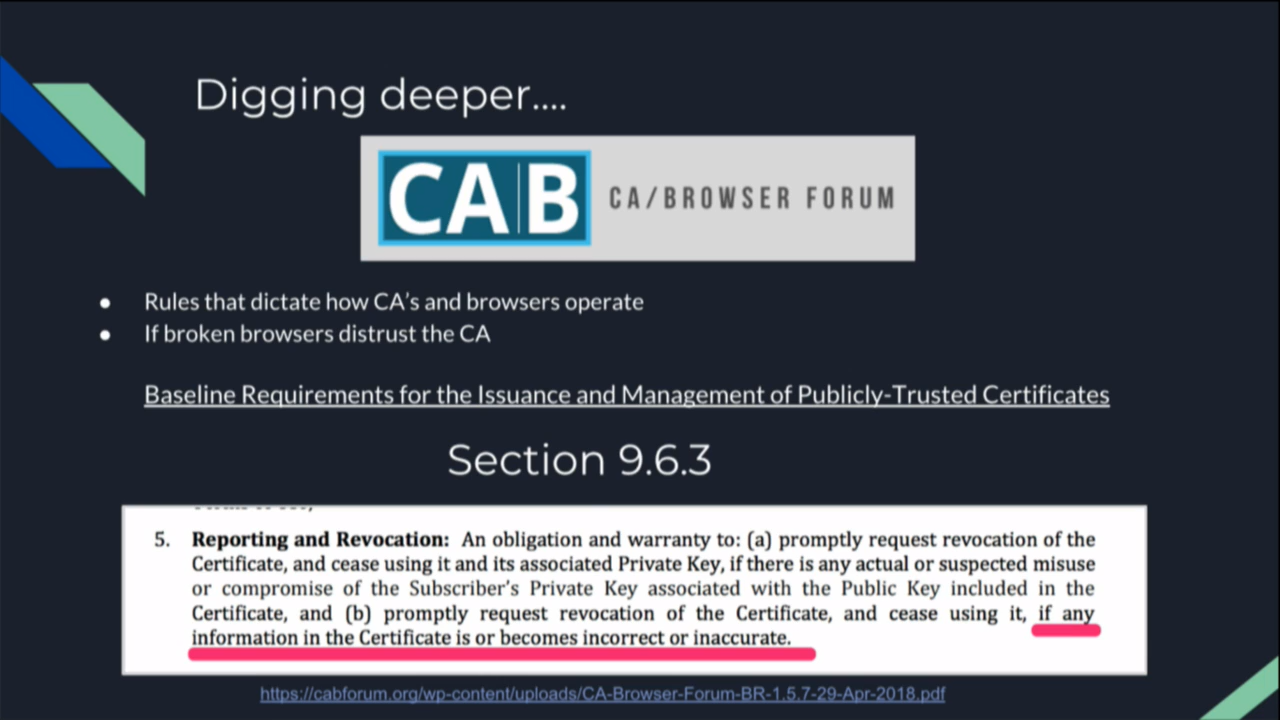 Digging deeper....
CA|B CA/BROWSER FORUM
● Rules that dictate how CA's and browsers operate
● If broken browsers distrust the CA
Baseline Requirements for the Issuance and Management of Publicly-Trusted Certificates
Section 9.6.3
5. Reporting and Revocation: An obligation and warranty to: (a) promptly request revocation of the
Certificate, and cease using it and its associated Private Key, if there is any actual or suspected misuse
or compromise of the Subscriber's Private Key associated with the Public Key included in the
Certificate, and (b) promptly request revocation of the Certificate, and cease using it, if any
information in the Certificate is or becomes incorrect or inaccurate.
https://cabforum.org/wp-content/uploads/CA-Browser-Forum-BR-1.5.7-29-Apr-2018.pdf